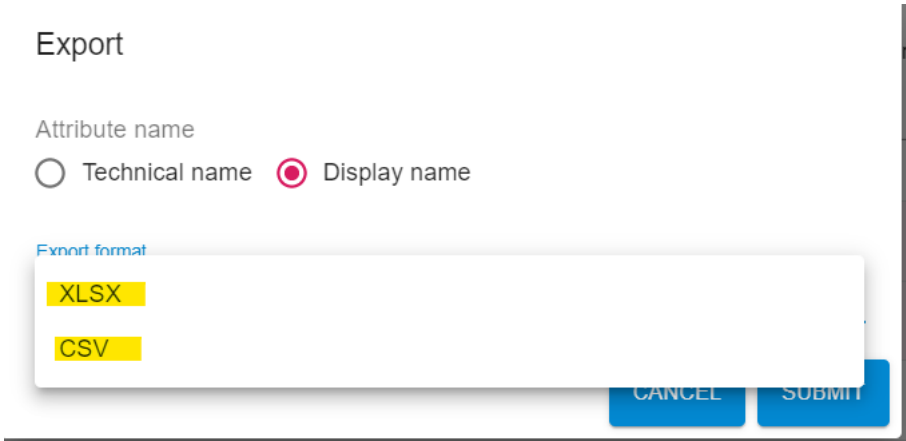 Export
Attribute name
Technical name Display name
Export format
XLSX
CSV
CANCEL SUBMIT